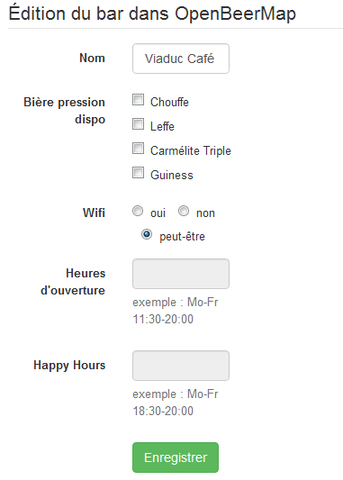 Édition du bar dans OpenBeerMap
Nom Viaduc Café
Bière pression dispo
Chouffe
Leffe
Carmélite Triple
Guiness
Wifi oui non
peut-être
Heures d'ouverture
exemple : Mo-Fr
11:30-20:00
Happy Hours
exemple : Mo-Fr
18:30-20:00
Enregistrer